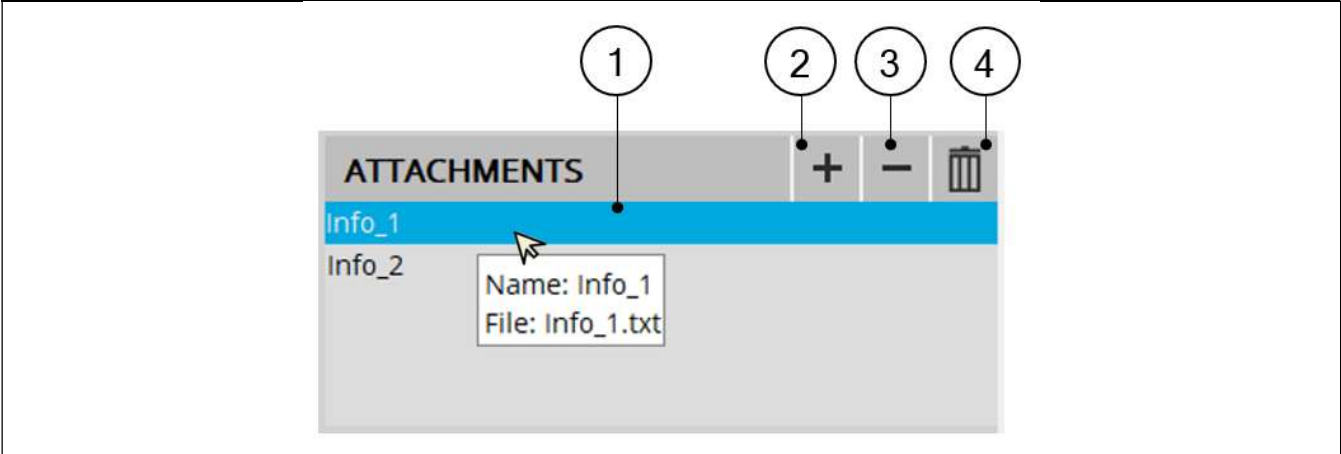 1 2 3 4
ATTACHMENTS + −
Info_1
Info_2
Name: Info_1
File: Info_1.txt